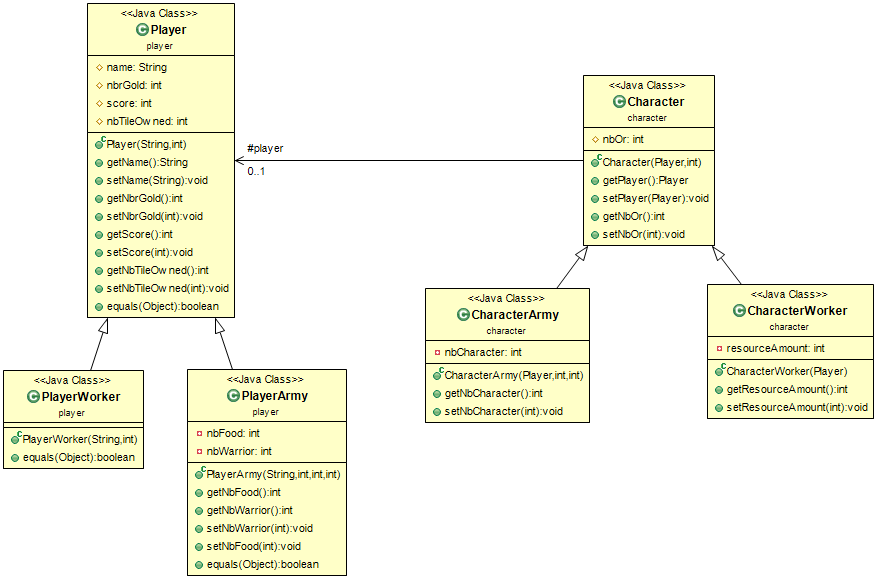 <<Java Class>>
Player
player
name: String
nbrGold: int
score: int
nbTileOwned: int
Player(String,int)
getName():String
setName(String):void
getNbrGold():int
setNbrGold(int):void
getScore():int
setScore(int):void
getNbTileOwned():int
setNbTileOwned(int):void
equals(Object):boolean
#player
0..1
<<Java Class>>
Character
character
nbOr: int
Character(Player,int)
getPlayer():Player
setPlayer(Player):void
getNbOr():int
setNbOr(int):void
<<Java Class>>
PlayerWorker
player
PlayerWorker(String,int)
equals(Object):boolean
<<Java Class>>
PlayerArmy
player
nbFood: int
nbWarrior: int
PlayerArmy(String,int,int,int)
getNbFood():int
getNbWarrior():int
setNbWarrior(int):void
setNbFood(int):void
equals(Object):boolean
<<Java Class>>
CharacterArmy
character
nbCharacter: int
CharacterArmy(Player,int,int)
getNbCharacter():int
setNbCharacter(int):void
<<Java Class>>
CharacterWorker
character
resourceAmount: int
CharacterWorker(Player)
getResourceAmount():int
setResourceAmount(int):void